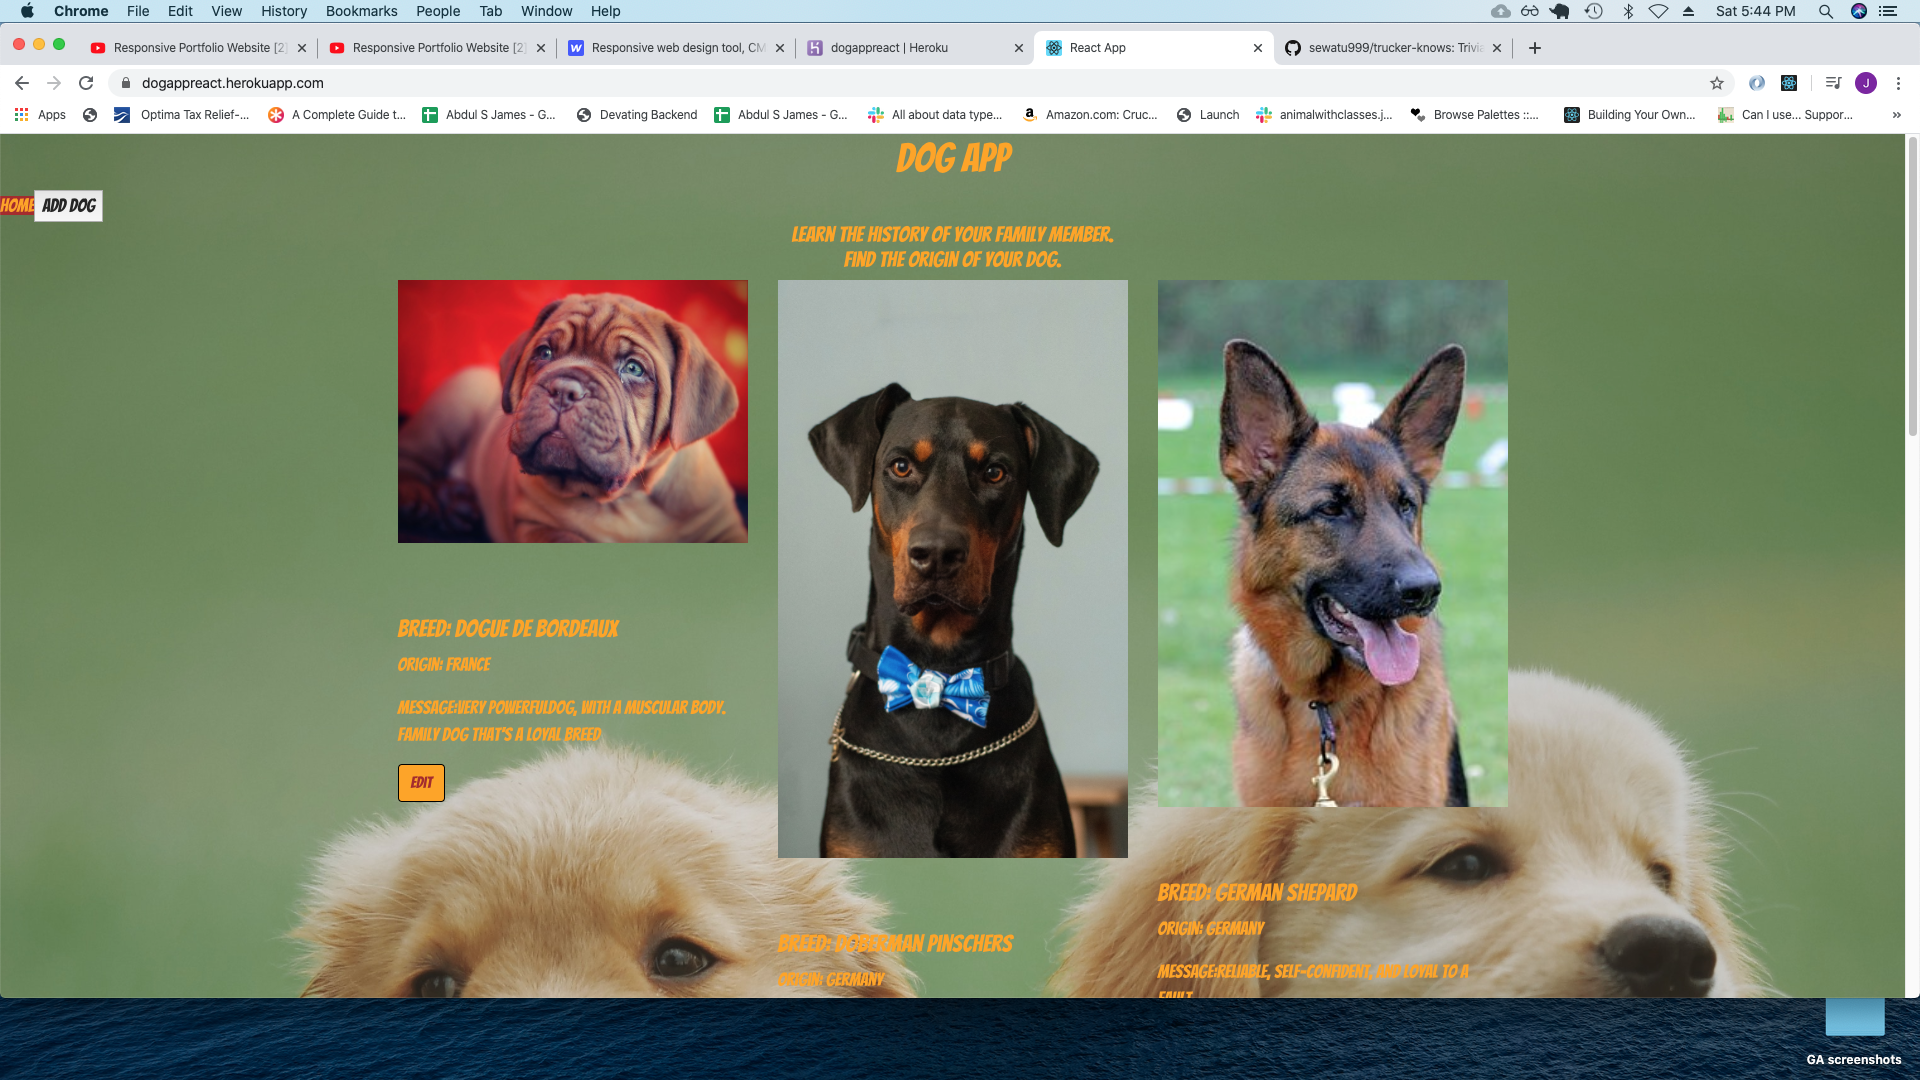 Chrome File Edit View History Bookmarks People Tab Window Help Sat 5:44 PM
Responsive Portfolio Website [2] Responsive Portfolio Website [2] Responsive web design tool, CM dogappreact | Heroku React App sewatu999/trucker-knows: Trivia
dogappreact.herokuapp.com J
Apps Optima Tax Relief-... A Complete Guide t... Abdul S James - G... Devating Backend Abdul S James - G... All about data type... Amazon.com: Cruc... Launch animalwithclasses.j... Browse Palettes ::... Building Your Own... Can I use... Suppor... »
DOG APP
HOME ADD DOG
LEARN THE HISTORY OF YOUR FAMILY MEMBER.
FIND THE ORIGIN OF YOUR DOG.
BREED: DOGUE DE BORDEAUX
ORIGIN: FRANCE
MESSAGE:VERY POWERFULDOG, WITH A MUSCULAR BODY.
FAMILY DOG THAT'S A LOYAL BREED
EDIT
BREED: DOBERMAN PINSCHERS
ORIGIN: GERMANY
BREED: GERMAN SHEPARD
ORIGIN: GERMANY
MESSAGE:RELIABLE, SELF-CONFIDENT, AND LOYAL TO A
FAULT
GA screenshots